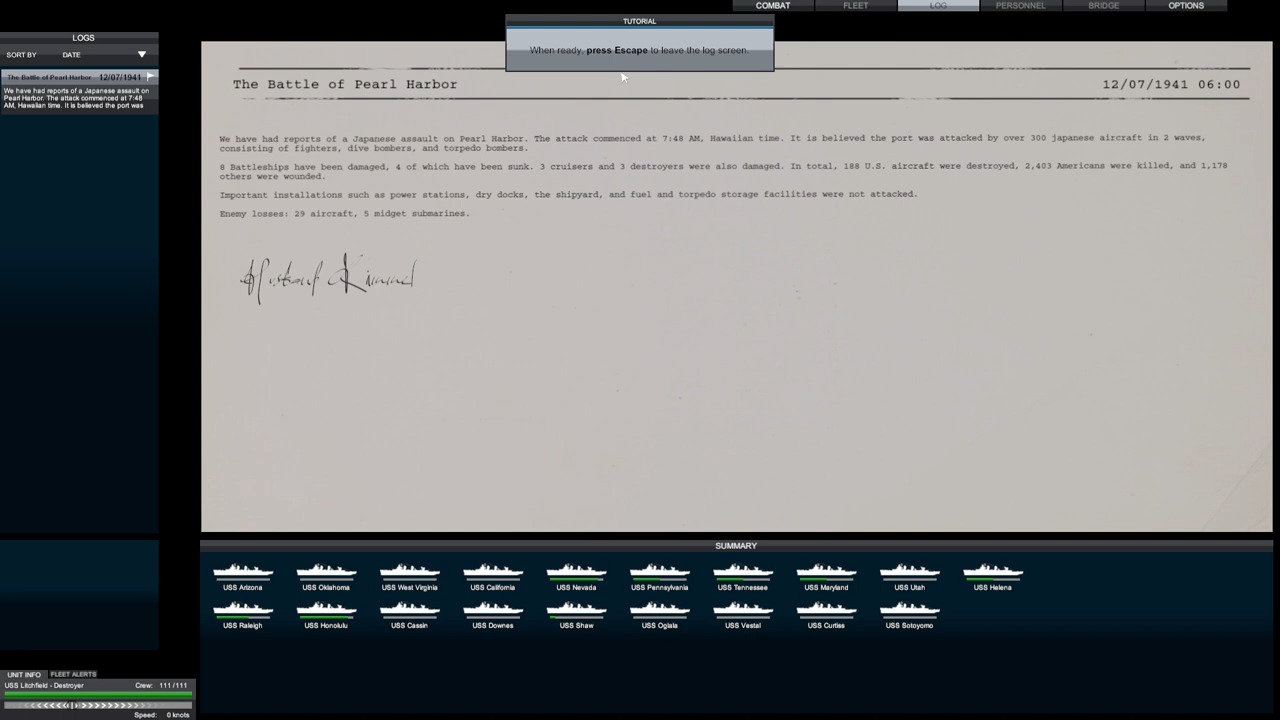 COMBAT FLEET LOG PERSONNEL BRIDGE OPTIONS
TUTORIAL
When ready, press Escape to leave the log screen.
LOGS
SORT BY DATE
The Battle of Pearl Harbor 12/07/1941
We have had reports of a Japanese assault on
Pearl Harbor. The attack commenced at 7:48
AM, Hawaiian time. It is believed the port was
The Battle of Pearl Harbor 12/07/1941 06:00
We have had reports of a Japanese assault on Pearl Harbor. The attack commenced at 7:48 AM, Hawaiian time. It is believed the port was attacked by over 300 japanese aircraft in 2 waves,
consisting of fighters, dive bombers, and torpedo bombers.
8 Battleships have been damaged, 4 of which have been sunk. 3 cruisers and 3 destroyers were also damaged. In total, 188 U.S. aircraft were destroyed, 2,403 Americans were killed, and 1,178
others were wounded.
Important installations such as power stations, dry docks, the shipyard, and fuel and torpedo storage facilities were not attacked.
Enemy losses: 29 aircraft, 5 midget submarines.
SUMMARY
USS Arizona USS Oklahoma USS West Virginia USS California USS Nevada USS Pennsylvania USS Tennessee USS Maryland USS Utah USS Helena
USS Raleigh USS Honolulu USS Cassin USS Downes USS Shaw USS Oglala USS Vestal USS Curtiss USS Sotoyomo
UNIT INFO FLEET ALERTS
USS Litchfield - Destroyer Crew: 111 / 111
Speed: 0 knots